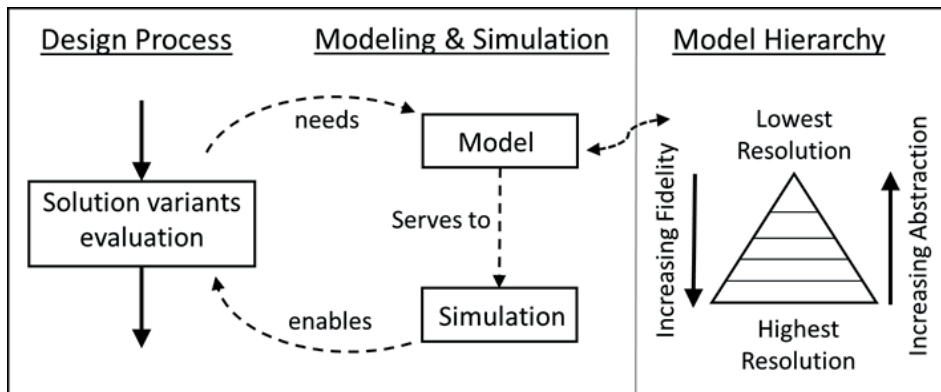 Design Process
Modeling & Simulation
Model Hierarchy
needs
Model
Solution variants
evaluation
Serves to
enables
Simulation
Lowest
Resolution
Increasing Fidelity
Increasing Abstraction
Highest
Resolution